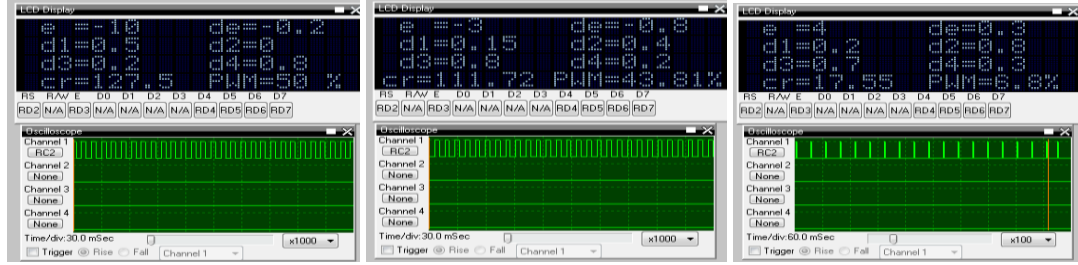 LCD Display
e =-10 de=-0.2
d1=0.5 d2=0
d3=0.2 d4=0.8
cr=127.5 PWM=50 %
RS R/W E D0 D1 D2 D3 D4 D5 D6 D7
RD2 N/A RD3 N/A N/A N/A N/A RD4 RD5 RD6 RD7
Oscilloscope
Channel 1
RC2
Channel 2
None
Channel 3
None
Channel 4
None
Time/div:30.0 mSec x1000
Trigger Rise Fall Channel 1
LCD Display
e =-3 de=-0.8
d1=0.15 d2=0.4
d3=0.8 d4=0.2
cr=111.72 PWM=43.81%
RS R/W E D0 D1 D2 D3 D4 D5 D6 D7
RD2 N/A RD3 N/A N/A N/A N/A RD4 RD5 RD6 RD7
Oscilloscope
Channel 1
RC2
Channel 2
None
Channel 3
None
Channel 4
None
Time/div:30.0 mSec x1000
Trigger Rise Fall Channel 1
LCD Display
e =4 de=0.3
d1=0.2 d2=0.3
d3=0.7 d4=0.3
cr=17.55 PWM=6.8%
RS R/W E D0 D1 D2 D3 D4 D5 D6 D7
RD2 N/A RD3 N/A N/A N/A N/A RD4 RD5 RD6 RD7
Oscilloscope
Channel 1
RC2
Channel 2
None
Channel 3
None
Channel 4
None
Time/div:60.0 mSec x100
Trigger Rise Fall Channel 1